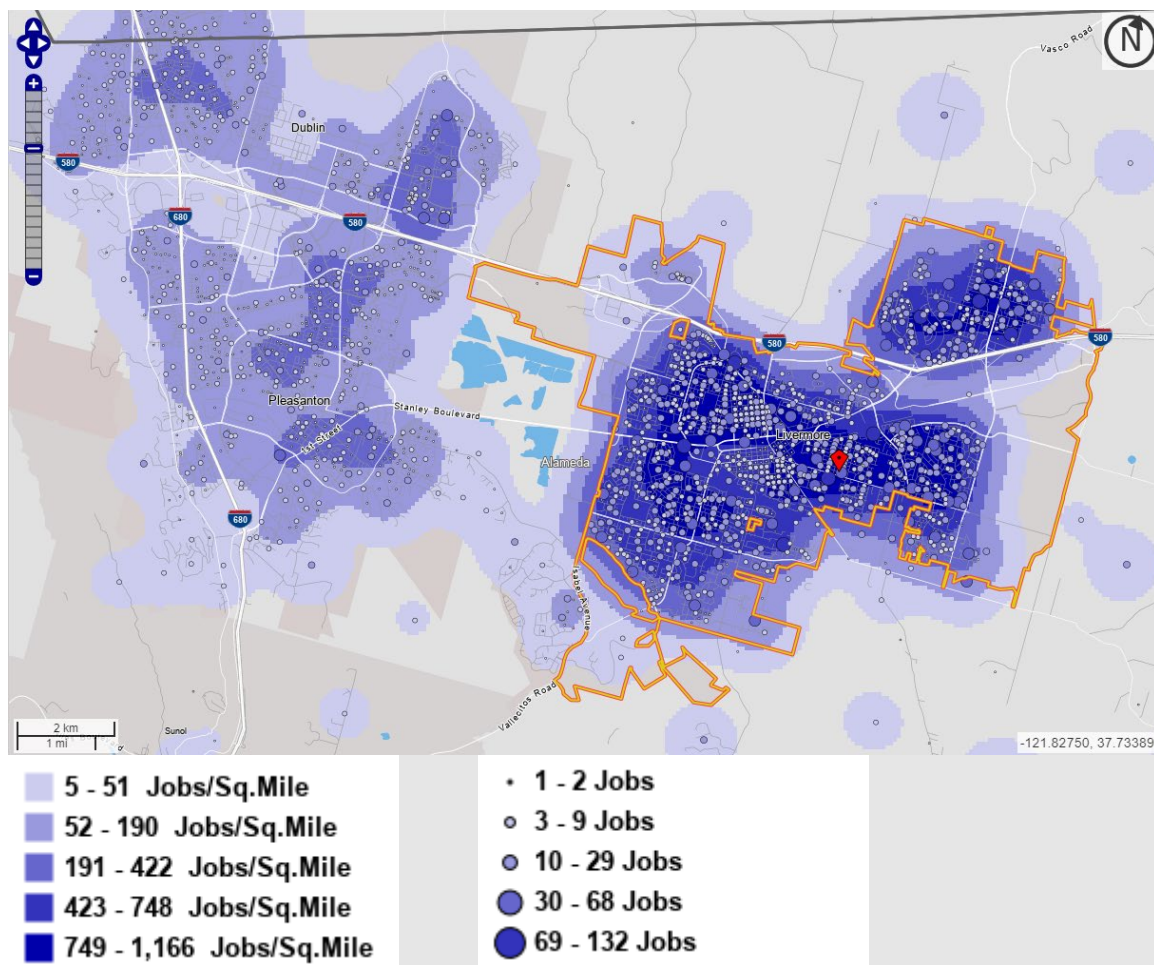 N
Vasco Road
Dublin
580
680
580
580
580
Pleasanton
Stanley Boulevard
1st Street
Livermore
Alameda
680
Isabel Avenue
Vallecitos Road
Sunol
2 km
1 mi
-121.82750, 37.73389
5 - 51 Jobs/Sq.Mile
52 - 190 Jobs/Sq.Mile
191 - 422 Jobs/Sq.Mile
423 - 748 Jobs/Sq.Mile
749 - 1,166 Jobs/Sq.Mile
1 - 2 Jobs
3 - 9 Jobs
10 - 29 Jobs
30 - 68 Jobs
69 - 132 Jobs